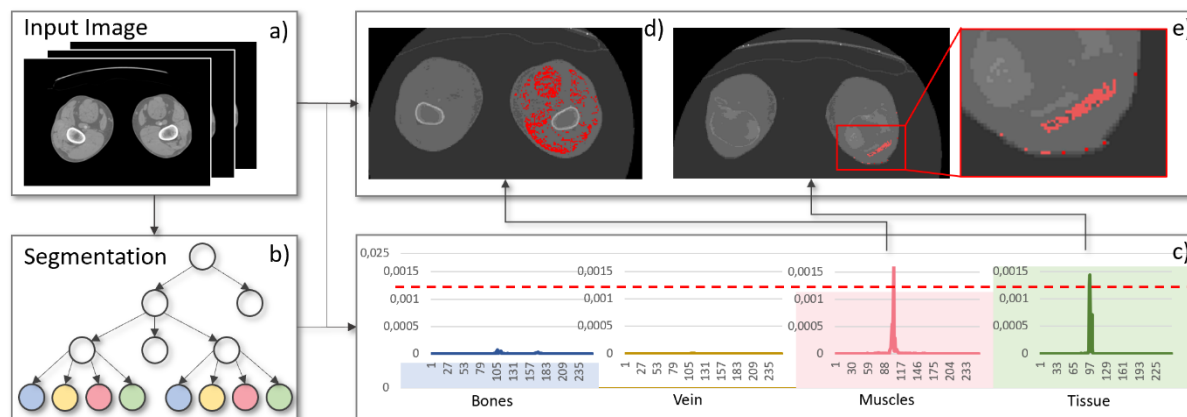 Input Image
a)
d)
e)
Segmentation
b)
c)
0,025
0
0,0015
0,001
0,0005
0
1 27 53 79 105 131 157 183 209 235
Bones
0,0015
0,001
0,0005
0
1 27 53 79 105 131 157 183 209 235
Vein
0,0015
0,001
0,0005
0
1 30 59 88 117 146 175 204 233
Muscles
0,0015
0,001
0,0005
0
1 33 65 97 129 161 193 225
Tissue